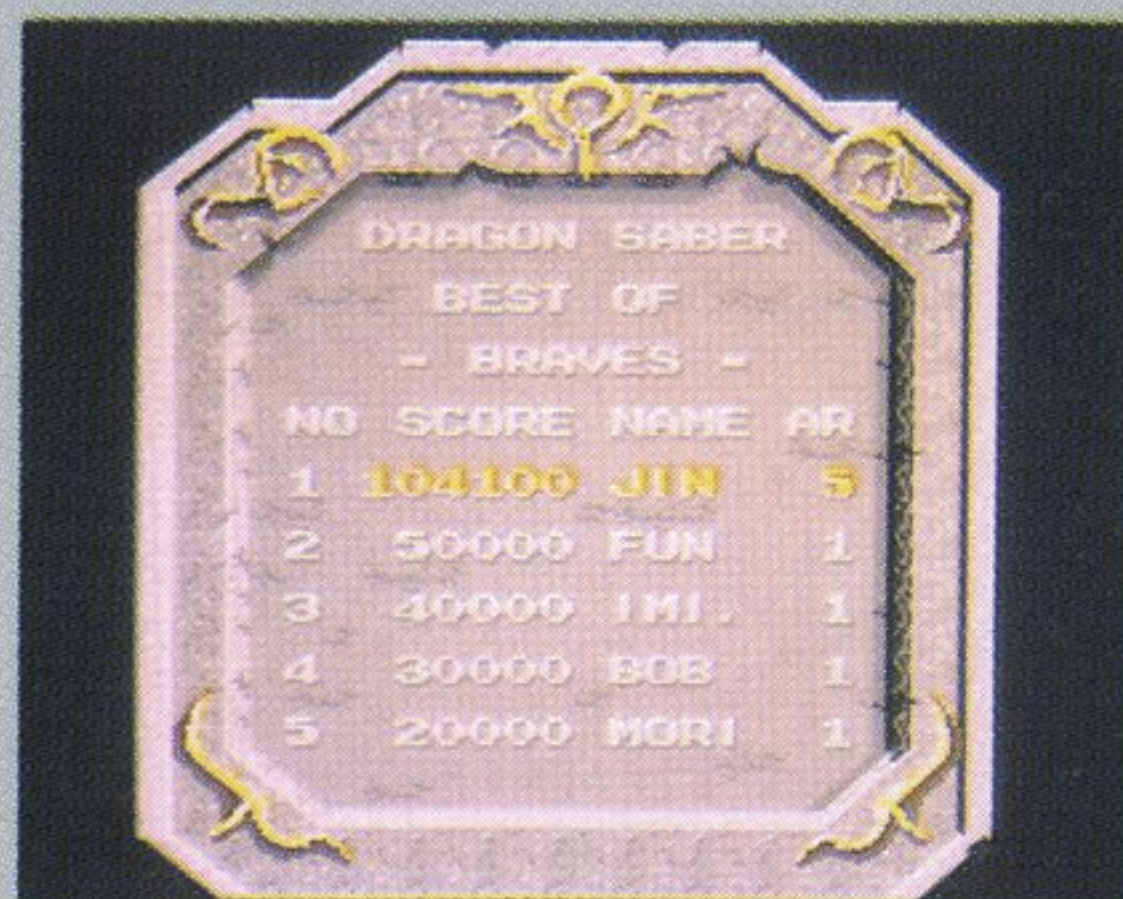 DRAGON SABER
BEST OF
- BRAVES -
NO SCORE NAME AR
1 104100 JIN 5
2 50000 FUN 1
3 40000 IMI. 1
4 30000 BOB 1
5 20000 MORI 1